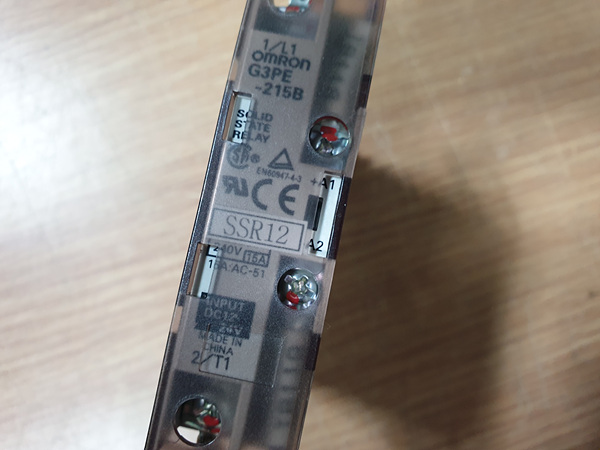 1/L1
OMRON
G3PE
-215B
SOLID
STATE
RELAY
EN60947-4-3
+A1
CE
SSR12
A2
240V 15A
15A:AC-51
INPUT
DC12
24V
MADE IN
CHINA
2/T1